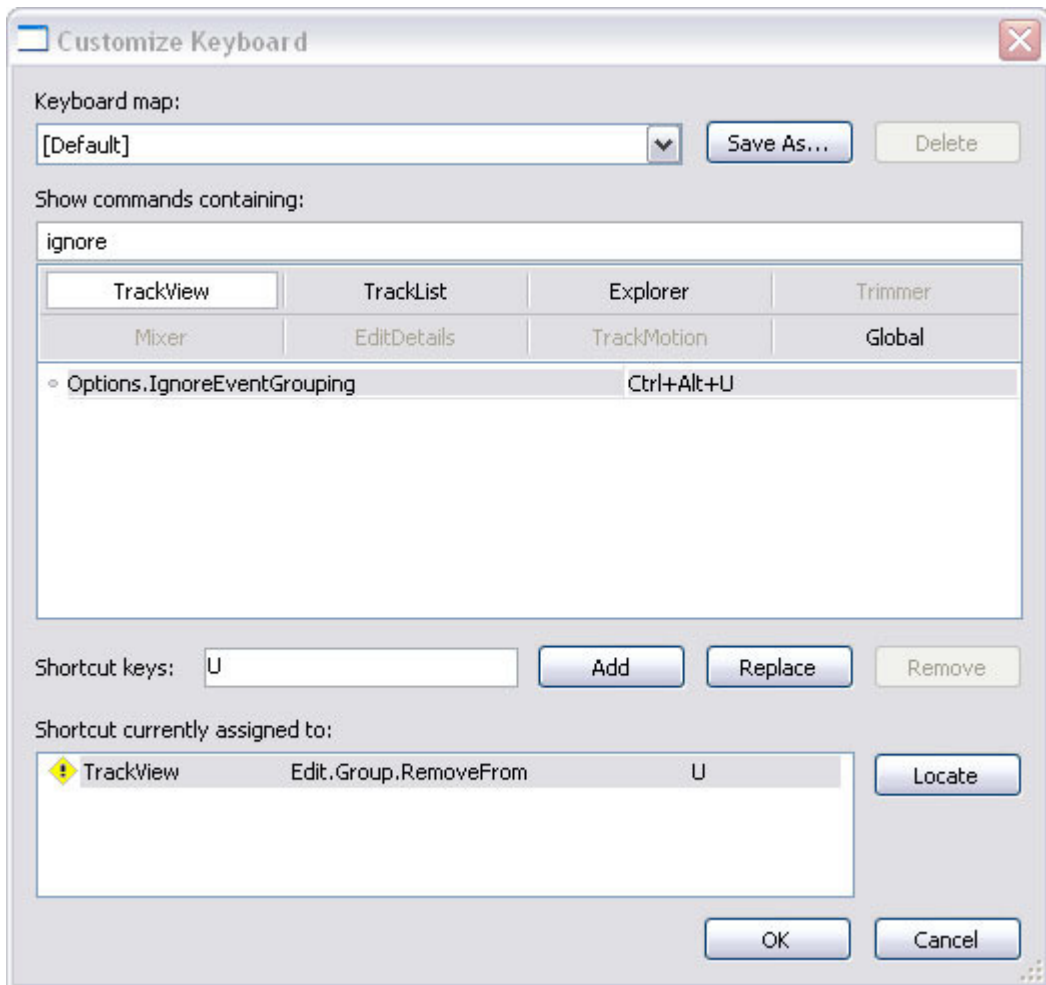 Customize Keyboard
Keyboard map:
[Default] Save As... Delete
Show commands containing:
ignore
TrackView TrackList Explorer Trimmer
Mixer EditDetails TrackMotion Global
Options.IgnoreEventGrouping Ctrl+Alt+U
Shortcut keys: U Add Replace Remove
Shortcut currently assigned to:
TrackView Edit.Group.RemoveFrom U Locate
OK Cancel